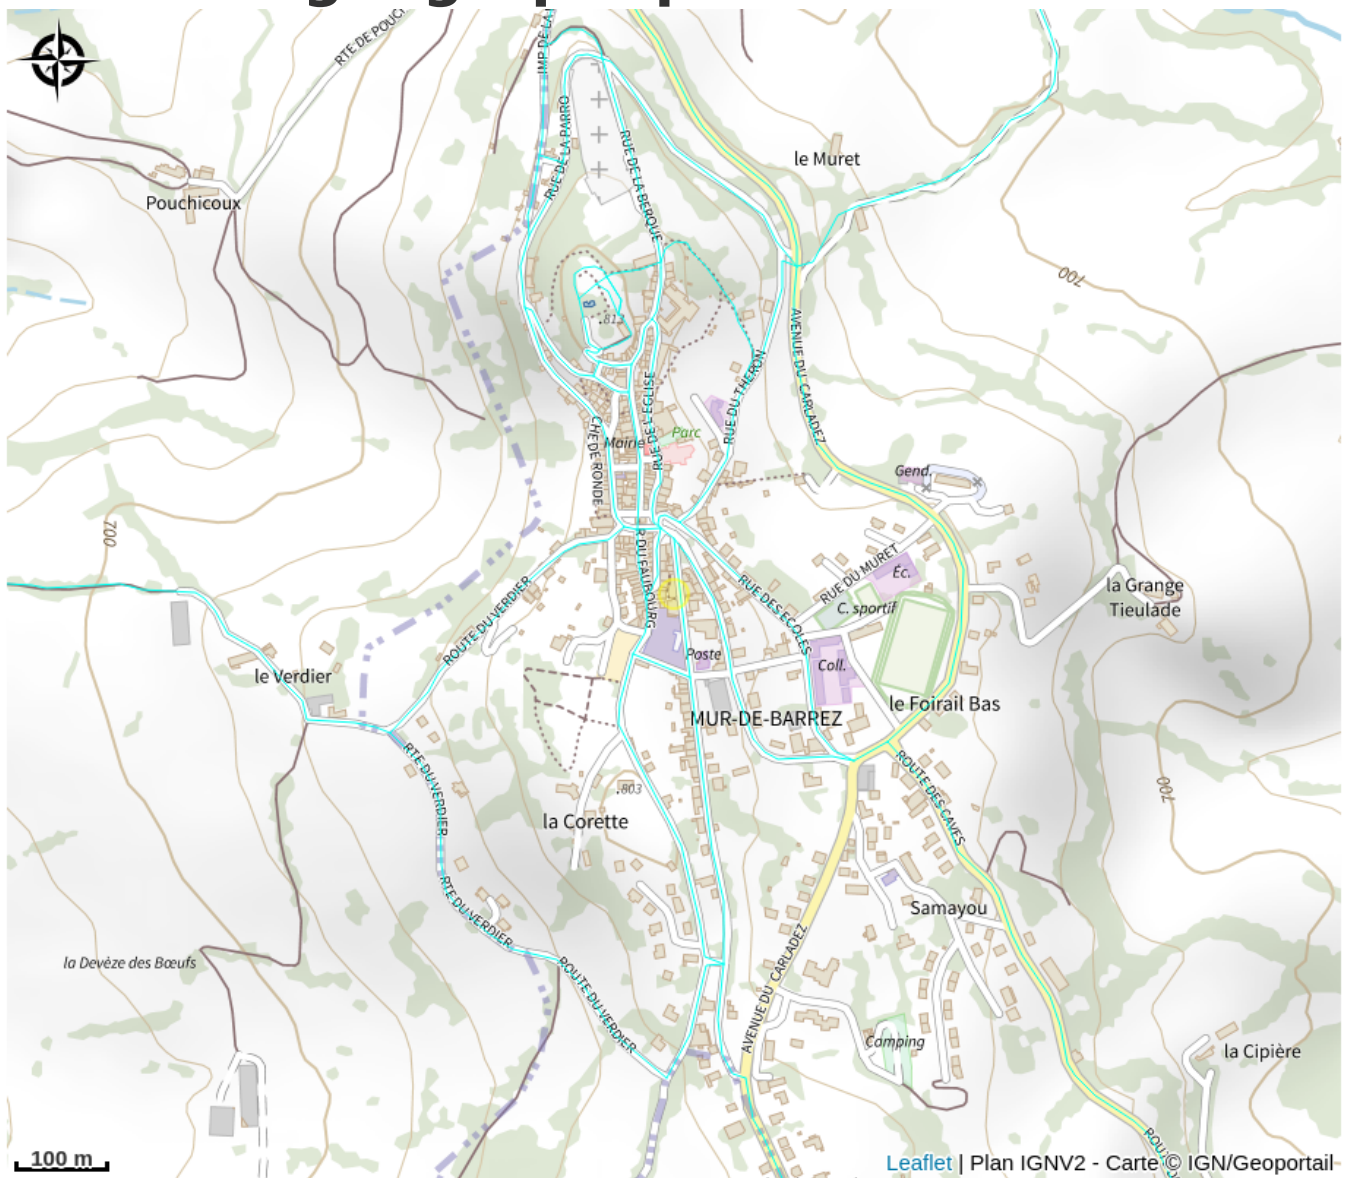 RTE DE POUCH
IMP DE LA
le Muret
Pouchicoux
RUE DE LA PARRO
RUE DE LA BERQUE
700
.813
AVENUE DU CARLADEZ
RUE DU THERON
RUE DE L'EGLISE
CHE DE RONDE
Mairie
Parc
Gend.
700
R DU FAUBOURG
RUE DU MURET
Éc.
la Grange
Tieulade
ROUTE DU VERDIER
RUE DES ECOLES
C. sportif
Poste
Coll.
le Verdier
le Foirail Bas
MUR-DE-BARREZ
RTE DU VERDIER
ROUTE DES CAVES
700
.803
la Corette
RTE DU VERDIER
Samayou
la Devèze des Bœufs
ROUTE DU VERDIER
AVENUE DU CARLADEZ
Camping
la Cipière
100 m
Leaflet | Plan IGNV2 - Carte © IGN/Geoportail